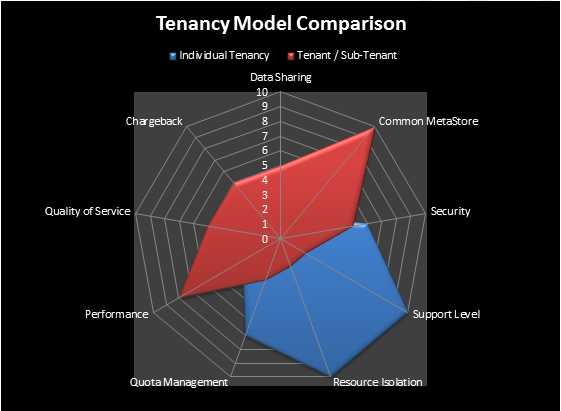 Tenancy Model Comparison
Individual Tenancy
Tenant / Sub-Tenant
Data Sharing
10
9
8
7
6
5
4
3
2
1
0
Chargeback
Common MetaStore
Quality of Service
Security
Performance
Support Level
Quota Management
Resource Isolation